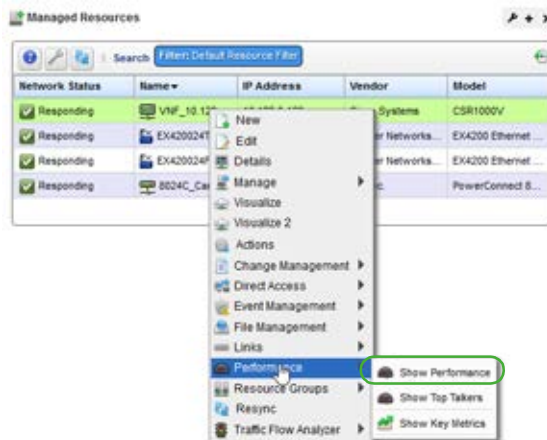 Managed Resources
Search Filter: Default Resource Filter
Network Status Name IP Address Vendor Model
Responding Systems CSR1000V
Responding Networks... EX4200 Ethernet ...
Responding Networks... EX4200 Ethernet ...
Responding PowerConnect 8...
New
Edit
Details
Manage
Visualize
Visualize 2
Actions
Change Management
Direct Access
Event Management
File Management
Links
Performance
Show Performance
Resource Groups
Show Top Talkers
Resync
Show Key Metrics
Traffic Flow Analyzer